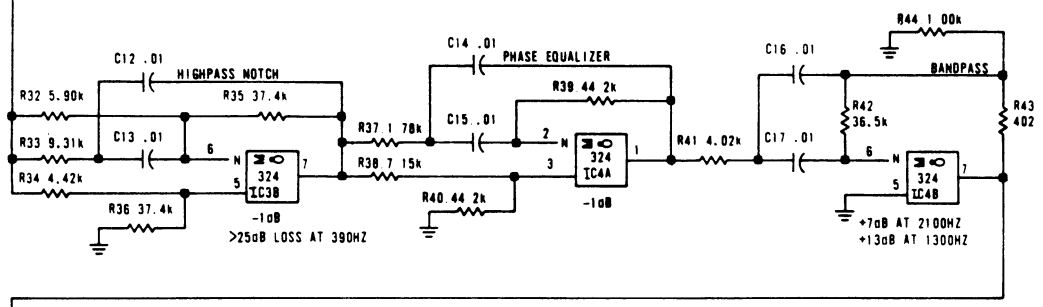 R44 1 00k
C14 .01
C16 .01
C12 .01
PHASE EQUALIZER
HIGHPASS NOTCH
BANDPASS
R32 5.90k
R35 37.4k
R39.44 2k
R42
36.5k
R43
402
R33 9.31k
C13 .01
R37.1 78k
C15 .01
R41 4.02k
C17 .01
6
N
7
324
IC3B
5
2
N
1
324
IC4A
3
6
N
7
324
IC4B
5
R34 4.42k
R38.7 15k
R36 37.4k
R40.44 2k
-1dB
>25dB LOSS AT 390HZ
-1dB
+7dB AT 2100HZ
+13dB AT 1300HZ